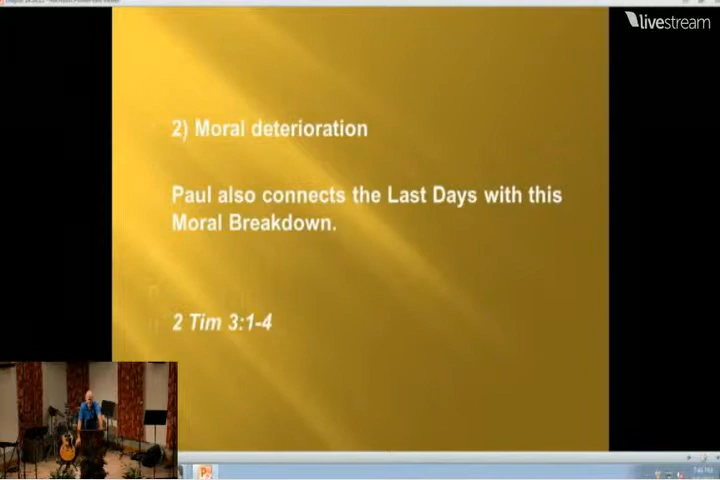 livestream
2) Moral deterioration
Paul also connects the Last Days with this
Moral Breakdown.
2 Tim 3:1-4